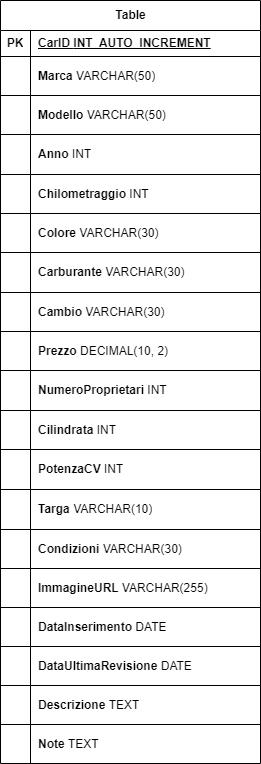 Table
PK CarID INT_AUTO_INCREMENT
Marca VARCHAR(50)
Modello VARCHAR(50)
Anno INT
Chilometraggio INT
Colore VARCHAR(30)
Carburante VARCHAR(30)
Cambio VARCHAR(30)
Prezzo DECIMAL(10, 2)
NumeroProprietari INT
Cilindrata INT
PotenzaCV INT
Targa VARCHAR(10)
Condizioni VARCHAR(30)
ImmagineURL VARCHAR(255)
DataInserimento DATE
DataUltimaRevisione DATE
Descrizione TEXT
Note TEXT